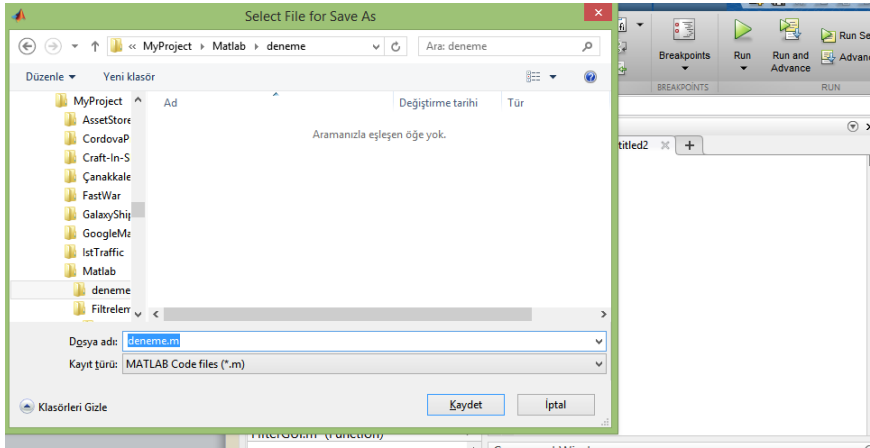 Select File for Save As
« MyProject Matlab deneme
Ara: deneme
Düzenle
Yeni klasör
Ad
Değiştirme tarihi
Tür
Aramanızla eşleşen öğe yok.
MyProject
AssetStore
CordovaP
Craft-In-S
Çanakkale
FastWar
GalaxyShip
GoogleMa
IstTraffic
Matlab
deneme
Filtrelem
Dosya adı: deneme.m
Kayıt türü: MATLAB Code files (*.m)
Klasörleri Gizle
Kaydet
İptal
Breakpoints
Run
Run and
Advance
Run Se
Advan
BREAKPOINTS
RUN
titled2
FilterGUI.m (Function)